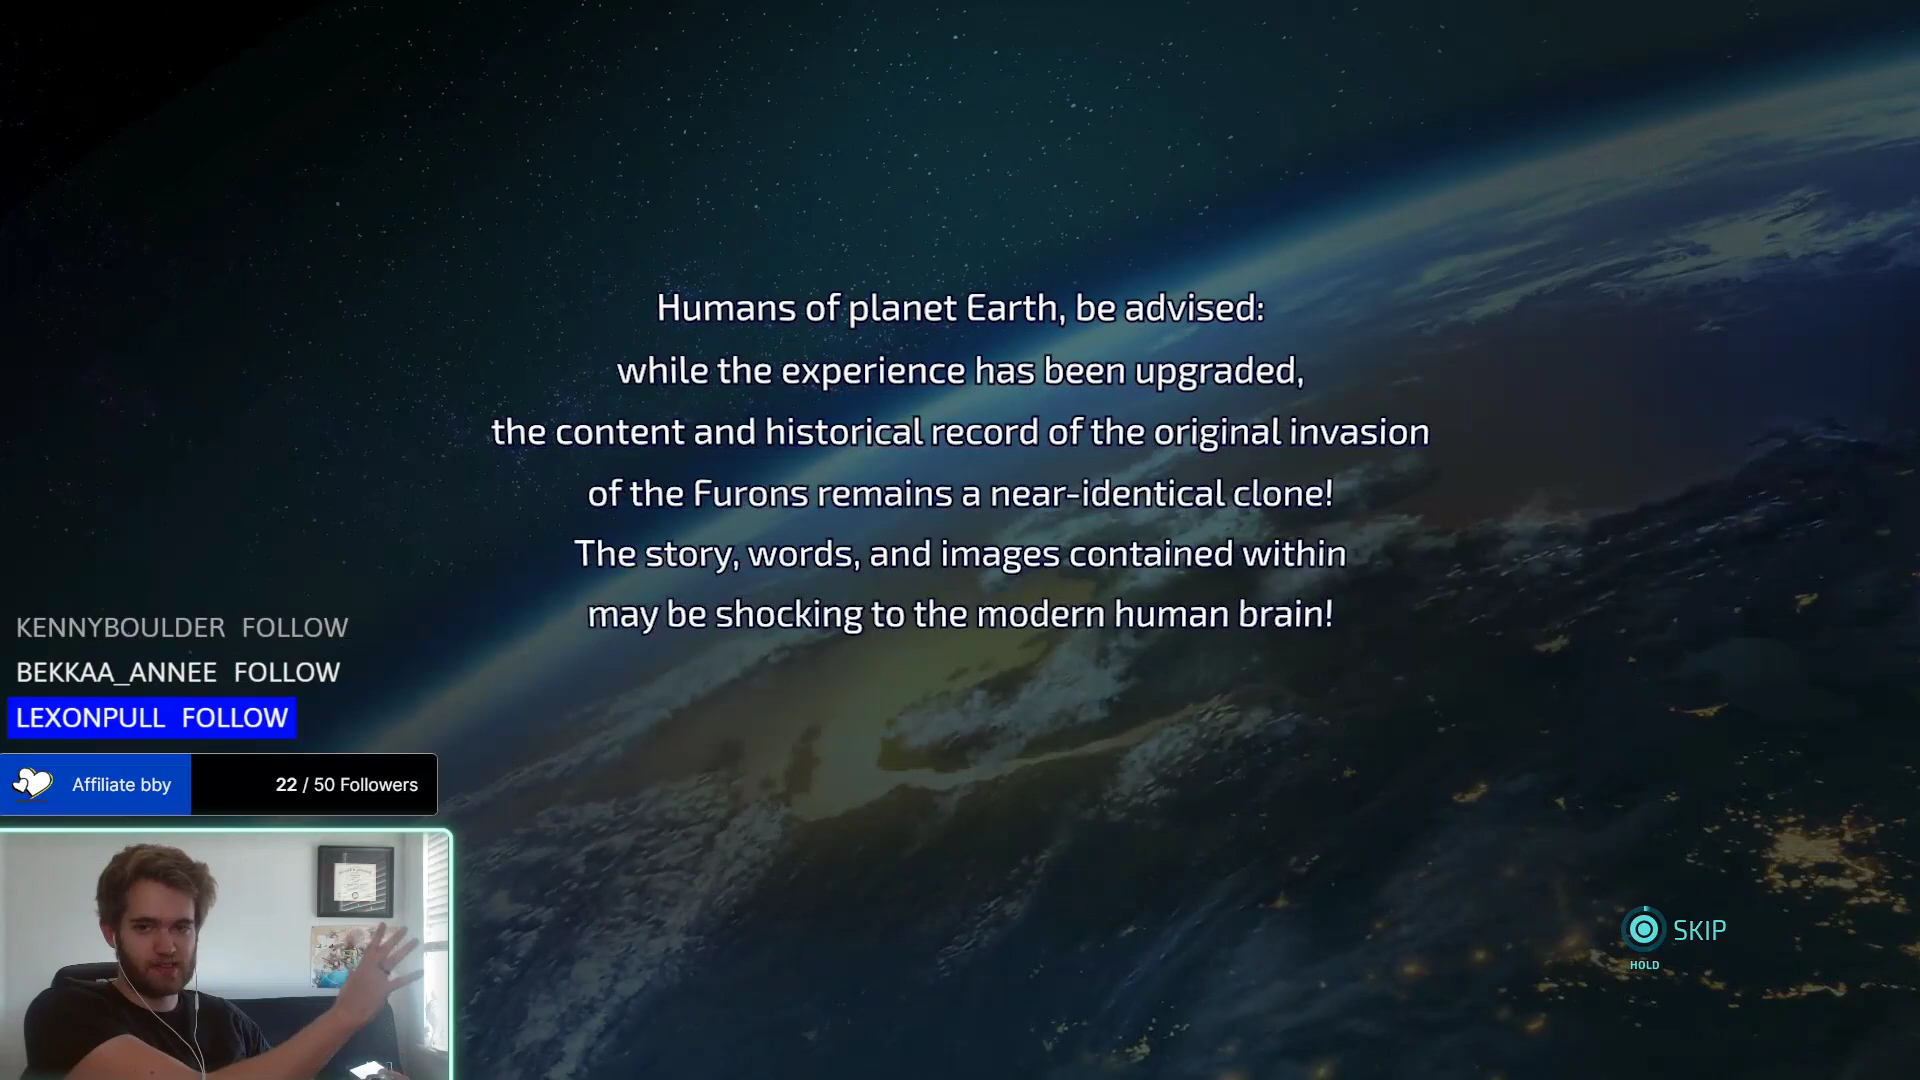 Humans of planet Earth, be advised:
while the experience has been upgraded,
the content and historical record of the original invasion
of the Furons remains a near-identical clone!
The story, words, and images contained within
may be shocking to the modern human brain!
KENNYBOULDER FOLLOW
BEKKAA_ANNEE FOLLOW
LEXONPULL FOLLOW
Affiliate bby
22 / 50 Followers
SKIP
HOLD